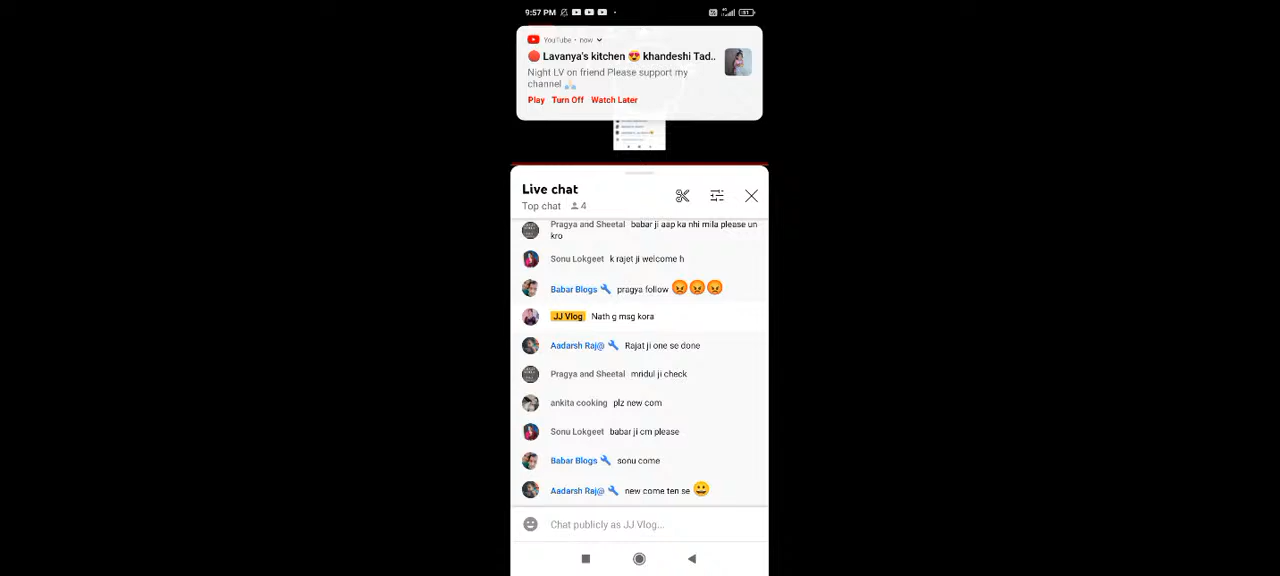 9:57 PM
YouTube • now
Lavanya's kitchen 😍 khandeshi Tad..
Night LV on friend Please support my
channel 🙏
Play Turn Off Watch Later
Live chat
Top chat 4
Pragya and Sheetal babar ji aap ka nhi mila please un
kro
Sonu Lokgeet k rajet ji welcome h
Babar Blogs pragya follow 😡😡😡
JJ Vlog Nath g msg kora
Aadarsh Raj@ Rajat ji one se done
Pragya and Sheetal mridul ji check
ankita cooking plz new com
Sonu Lokgeet babar ji cm please
Babar Blogs sonu come
Aadarsh Raj@ new come ten se 😀
Chat publicly as JJ Vlog...